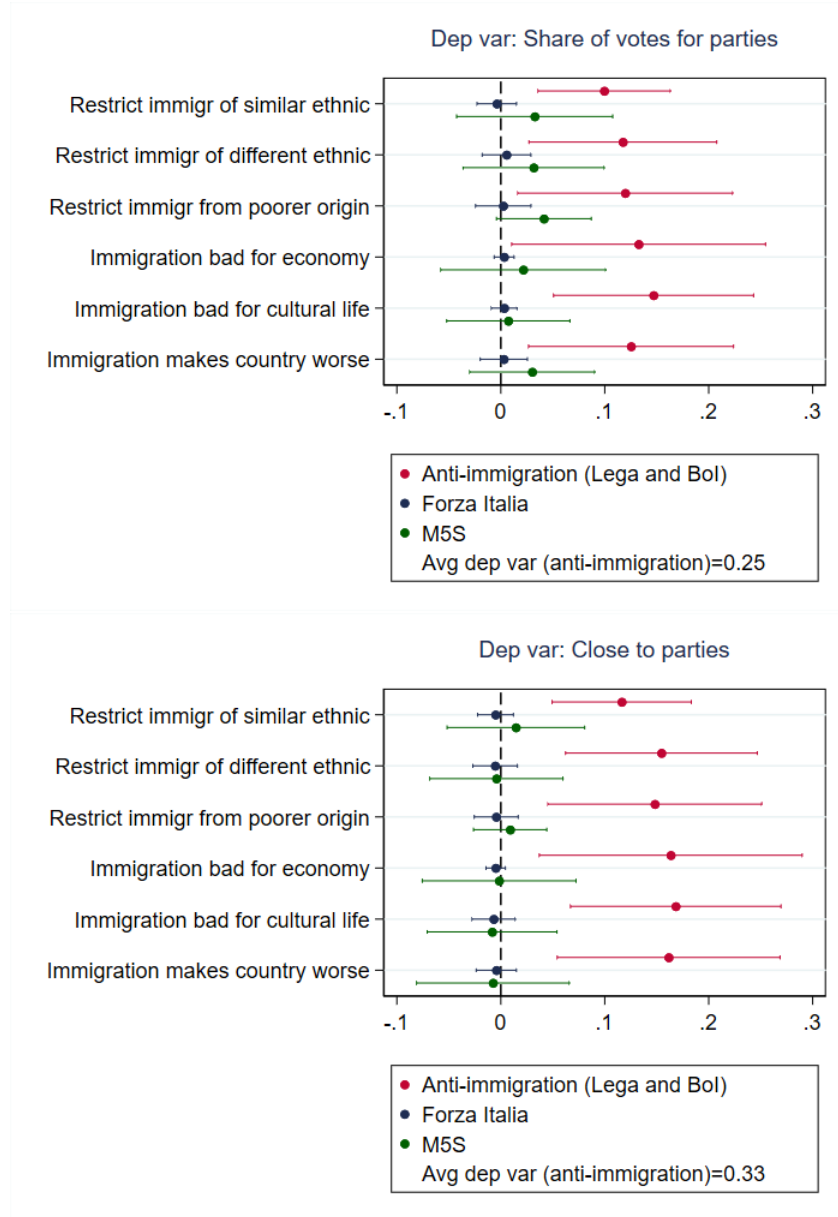 Dep var: Share of votes for parties
Restrict immigr of similar ethnic
Restrict immigr of different ethnic
Restrict immigr from poorer origin
Immigration bad for economy
Immigration bad for cultural life
Immigration makes country worse
-.1 0 .1 .2 .3
Anti-immigration (Lega and BoI)
Forza Italia
M5S
Avg dep var (anti-immigration)=0.25
Dep var: Close to parties
Restrict immigr of similar ethnic
Restrict immigr of different ethnic
Restrict immigr from poorer origin
Immigration bad for economy
Immigration bad for cultural life
Immigration makes country worse
-.1 0 .1 .2 .3
Anti-immigration (Lega and BoI)
Forza Italia
M5S
Avg dep var (anti-immigration)=0.33